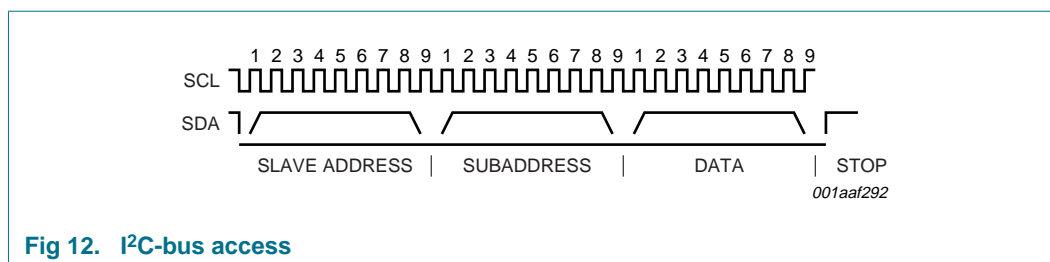 1 2 3 4 5 6 7 8 9 1 2 3 4 5 6 7 8 9 1 2 3 4 5 6 7 8 9
SCL
SDA
SLAVE ADDRESS SUBADDRESS DATA STOP
001aaf292
Fig 12. I²C-bus access